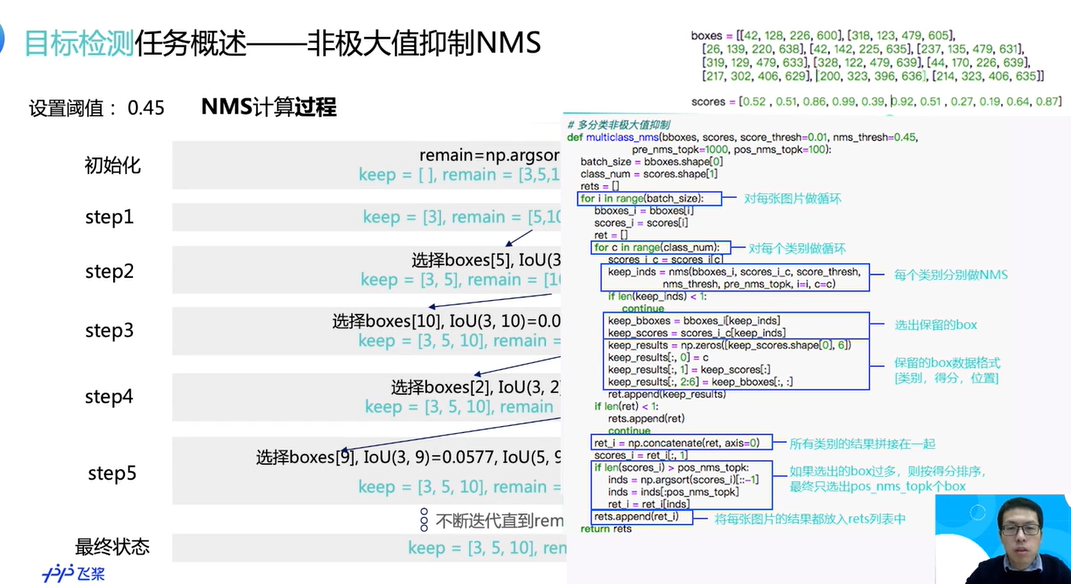 目标检测任务概述——非极大值抑制NMS
boxes = [[42, 128, 226, 600], [318, 123, 479, 605],
[26, 139, 220, 638], [42, 142, 225, 635], [237, 135, 479, 631],
[319, 129, 479, 633], [328, 122, 479, 639], [44, 170, 226, 639],
[217, 302, 406, 629], [200, 323, 396, 636], [214, 323, 406, 635]]
scores = [0.52 , 0.51, 0.86, 0.99, 0.39, 0.92, 0.51 , 0.27, 0.19, 0.64, 0.87]
设置阈值： 0.45
NMS计算过程
初始化
remain=np.argsor
keep = [ ], remain = [3,5,1
step1
keep = [3], remain = [5,10
step2
选择boxes[5], IoU(3
keep = [3, 5], remain = [10
step3
选择boxes[10], IoU(3, 10)=0.0
keep = [3, 5, 10], remain =
step4
选择boxes[2], IoU(3, 2)
keep = [3, 5, 10], remain
step5
选择boxes[9], IoU(3, 9)=0.0577, IoU(5, 9
keep = [3, 5, 10], remain =
不断迭代直到rem
最终状态
keep = [3, 5, 10], rem
飞桨
# 多分类非极大值抑制
def multiclass_nms(bboxes, scores, score_thresh=0.01, nms_thresh=0.45,
pre_nms_topk=1000, pos_nms_topk=100):
batch_size = bboxes.shape[0]
class_num = scores.shape[1]
rets = []
for i in range(batch_size):
对每张图片做循环
bboxes_i = bboxes[i]
scores_i = scores[i]
ret = []
for c in range(class_num):
对每个类别做循环
scores_i_c = scores_i[c]
keep_inds = nms(bboxes_i, scores_i_c, score_thresh,
nms_thresh, pre_nms_topk, i=i, c=c)
每个类别分别做NMS
if len(keep_inds) < 1:
continue
keep_bboxes = bboxes_i[keep_inds]
keep_scores = scores_i_c[keep_inds]
选出保留的box
keep_results = np.zeros([keep_scores.shape[0], 6])
keep_results[:, 0] = c
keep_results[:, 1] = keep_scores[:]
keep_results[:, 2:6] = keep_bboxes[:, :]
保留的box数据格式
[类别，得分，位置]
ret.append(keep_results)
if len(ret) < 1:
rets.append(ret)
continue
ret_i = np.concatenate(ret, axis=0)
所有类别的结果拼接在一起
scores_i = ret_i[:, 1]
if len(scores_i) > pos_nms_topk:
inds = np.argsort(scores_i)[::-1]
inds = inds[:pos_nms_topk]
ret_i = ret_i[inds]
如果选出的box过多，则按得分排序，
最终只选出pos_nms_topk个box
rets.append(ret_i)
将每张图片的结果都放入rets列表中
return rets